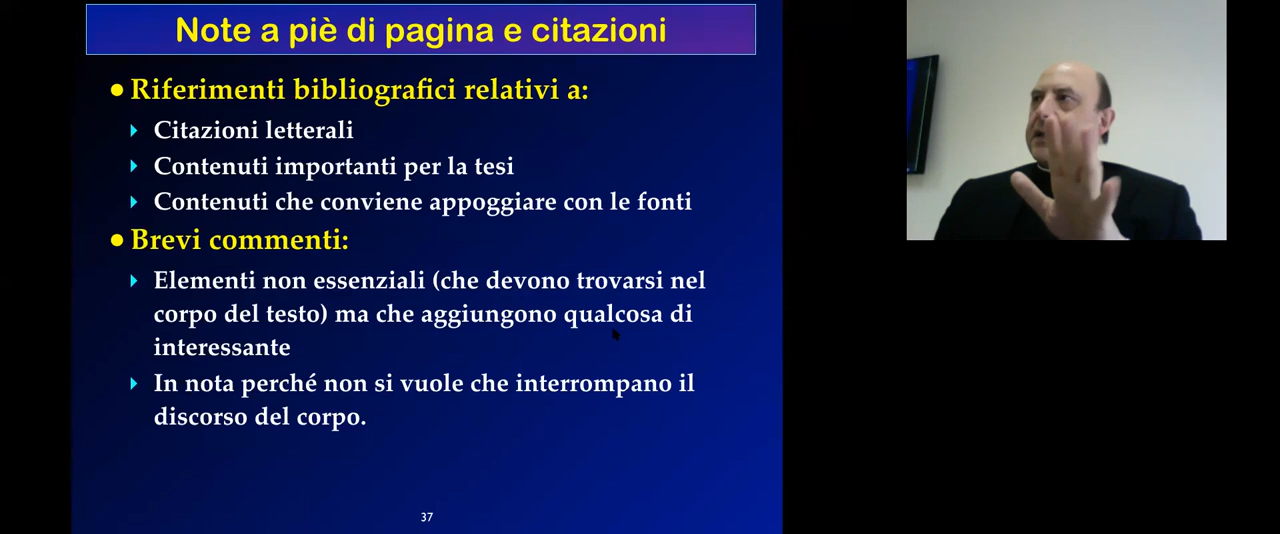 Note a piè di pagina e citazioni
Riferimenti bibliografici relativi a:
Citazioni letterali
Contenuti importanti per la tesi
Contenuti che conviene appoggiare con le fonti
Brevi commenti:
Elementi non essenziali (che devono trovarsi nel
corpo del testo) ma che aggiungono qualcosa di
interessante
In nota perché non si vuole che interrompano il
discorso del corpo.
37